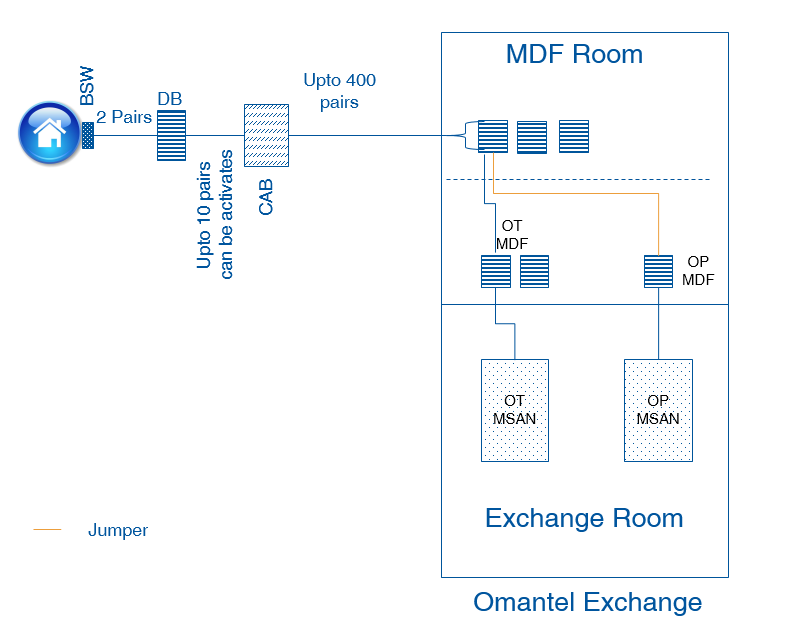 MDF Room
Upto 400
pairs
BSW
2 Pairs
DB
Upto 10 pairs
can be activates
CAB
OT
MDF
OP
MDF
OT
MSAN
OP
MSAN
Exchange Room
Jumper
Omantel Exchange